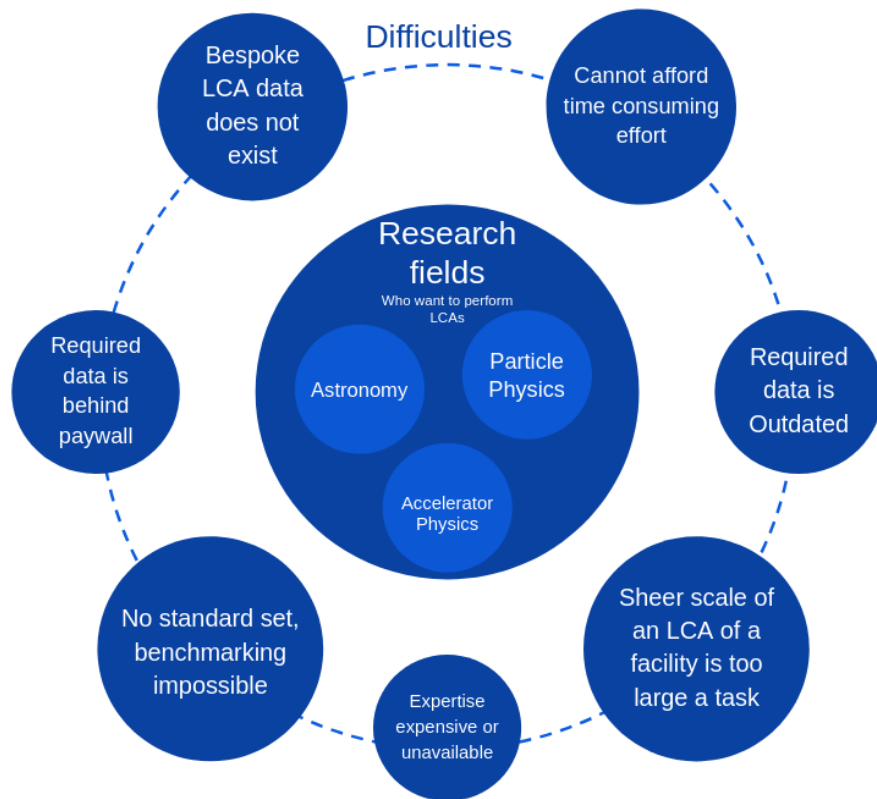 Difficulties
Bespoke
LCA data
does not
exist
Cannot afford
time consuming
effort
Research
fields
Who want to perform
LCAs
Astronomy
Particle
Physics
Accelerator
Physics
Required
data is
behind
paywall
Required
data is
Outdated
No standard set,
benchmarking
impossible
Sheer scale of
an LCA of a
facility is too
large a task
Expertise
expensive or
unavailable